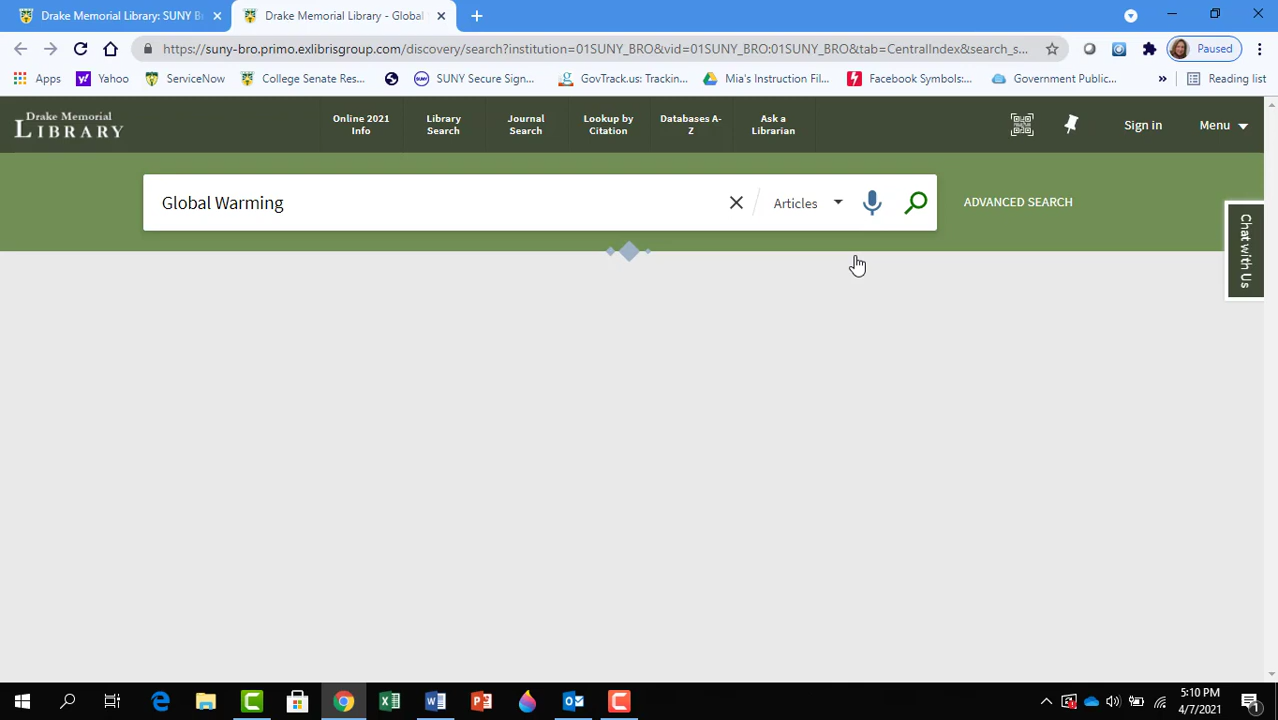 Drake Memorial Library: SUNY B
Drake Memorial Library - Global
https://suny-bro.primo.exlibrisgroup.com/discovery/search?institution=01SUNY_BRO&vid=01SUNY_BRO:01SUNY_BRO&tab=CentralIndex&search_s...
Paused
Apps
Yahoo
ServiceNow
College Senate Res...
SUNY Secure Sign...
GovTrack.us: Trackin...
Mia's Instruction Fil...
Facebook Symbols:...
Government Public...
»
Reading list
Drake Memorial
LIBRARY
Online 2021
Info
Library
Search
Journal
Search
Lookup by
Citation
Databases A-
Z
Ask a
Librarian
Sign in
Menu
Global Warming
Articles
ADVANCED SEARCH
Chat with Us
5:10 PM
4/7/2021
1